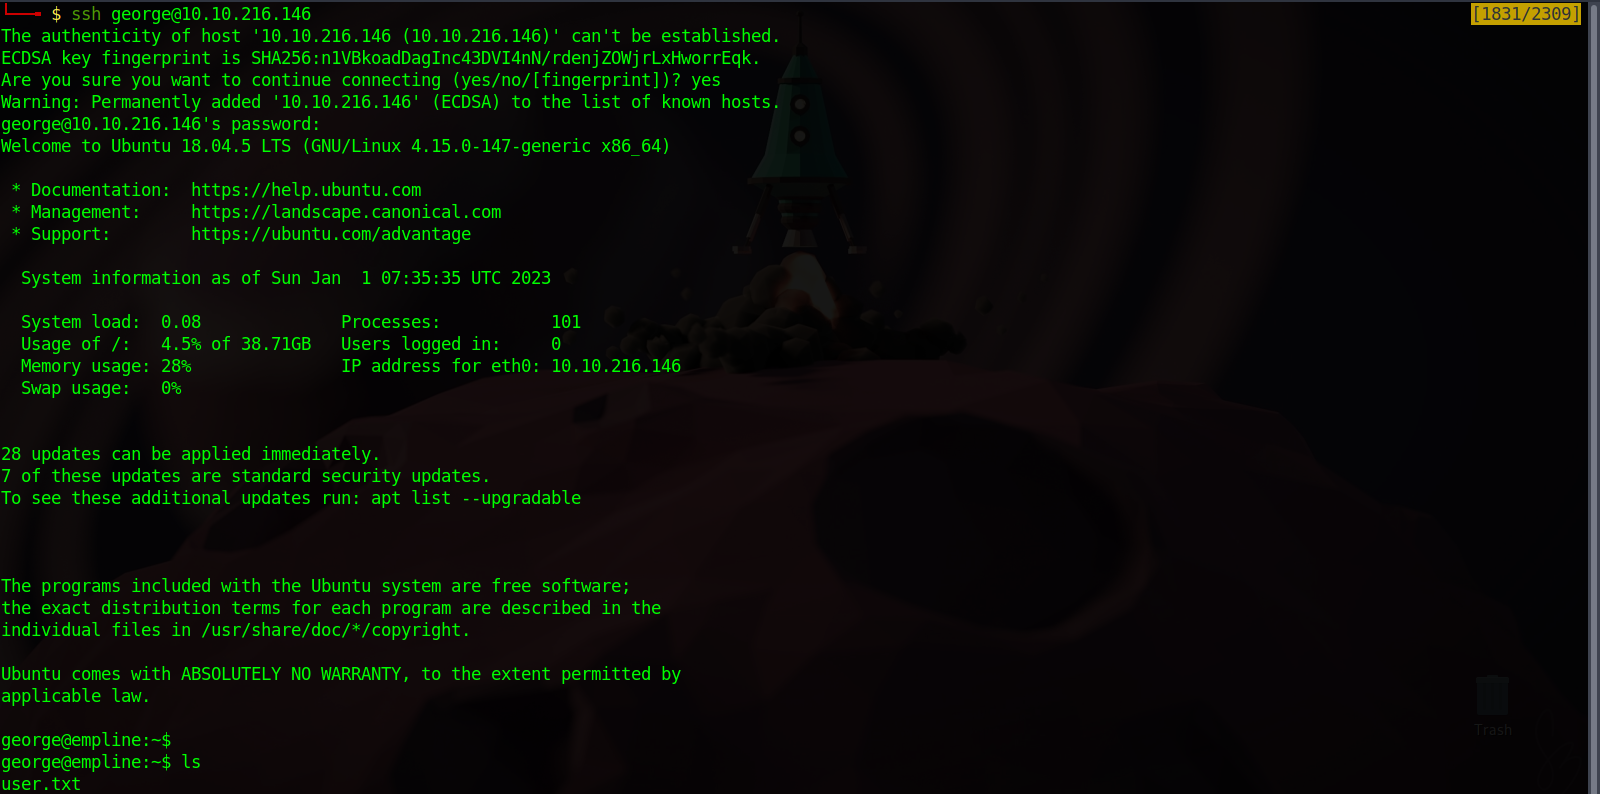 $ ssh george@10.10.216.146 [1831/2309]
The authenticity of host '10.10.216.146 (10.10.216.146)' can't be established.
ECDSA key fingerprint is SHA256:n1VBkoadDagInc43DVI4nN/rdenjZOWjrLxHworrEqk.
Are you sure you want to continue connecting (yes/no/[fingerprint])? yes
Warning: Permanently added '10.10.216.146' (ECDSA) to the list of known hosts.
george@10.10.216.146's password:
Welcome to Ubuntu 18.04.5 LTS (GNU/Linux 4.15.0-147-generic x86_64)

 * Documentation:  https://help.ubuntu.com
 * Management:     https://landscape.canonical.com
 * Support:        https://ubuntu.com/advantage

  System information as of Sun Jan  1 07:35:35 UTC 2023

  System load:  0.08              Processes:           101
  Usage of /:   4.5% of 38.71GB   Users logged in:     0
  Memory usage: 28%               IP address for eth0: 10.10.216.146
  Swap usage:   0%

28 updates can be applied immediately.
7 of these updates are standard security updates.
To see these additional updates run: apt list --upgradable

The programs included with the Ubuntu system are free software;
the exact distribution terms for each program are described in the
individual files in /usr/share/doc/*/copyright.

Ubuntu comes with ABSOLUTELY NO WARRANTY, to the extent permitted by
applicable law.

Trash
george@empline:~$
george@empline:~$ ls
user.txt